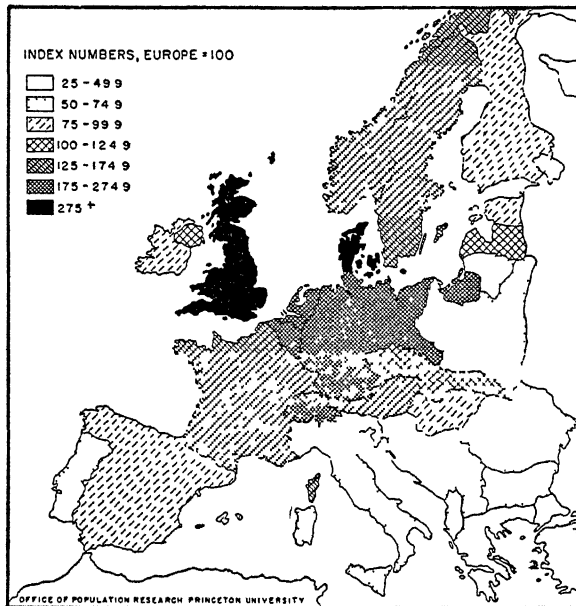 INDEX NUMBERS, EUROPE = 100
25 - 49 9
50 - 74 9
75 - 99 9
100 - 124 9
125 - 174 9
175 - 274 9
275 +
OFFICE OF POPULATION RESEARCH PRINCETON UNIVERSITY